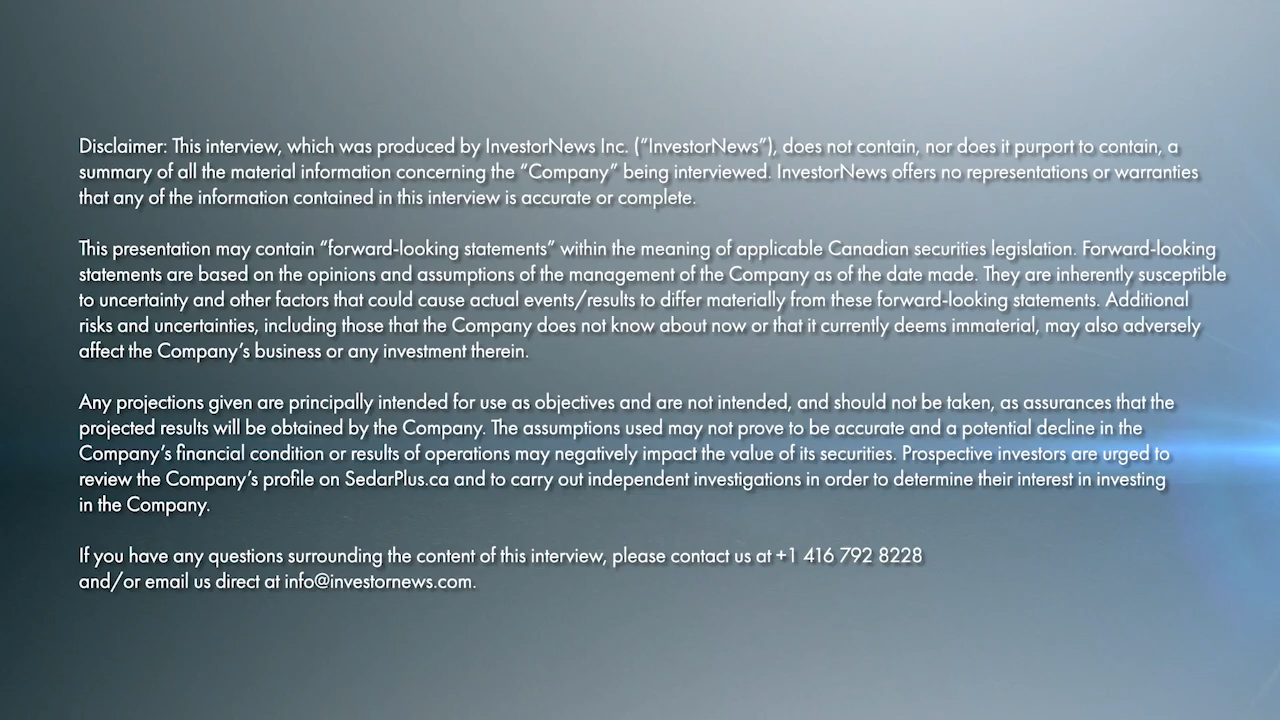 Disclaimer: This interview, which was produced by InvestorNews Inc. (“InvestorNews”), does not contain, nor does it purport to contain, a
summary of all the material information concerning the “Company” being interviewed. InvestorNews offers no representations or warranties
that any of the information contained in this interview is accurate or complete.
This presentation may contain “forward-looking statements” within the meaning of applicable Canadian securities legislation. Forward-looking
statements are based on the opinions and assumptions of the management of the Company as of the date made. They are inherently susceptible
to uncertainty and other factors that could cause actual events/results to differ materially from these forward-looking statements. Additional
risks and uncertainties, including those that the Company does not know about now or that it currently deems immaterial, may also adversely
affect the Company’s business or any investment therein.
Any projections given are principally intended for use as objectives and are not intended, and should not be taken, as assurances that the
projected results will be obtained by the Company. The assumptions used may not prove to be accurate and a potential decline in the
Company’s financial condition or results of operations may negatively impact the value of its securities. Prospective investors are urged to
review the Company’s profile on SedarPlus.ca and to carry out independent investigations in order to determine their interest in investing
in the Company.
If you have any questions surrounding the content of this interview, please contact us at +1 416 792 8228
and/or email us direct at info@investornews.com.